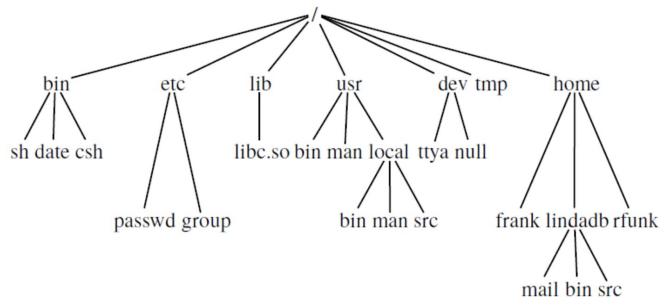 /
bin etc lib usr dev tmp home
sh date csh libc.so bin man local ttya null
passwd group bin man src frank lindadb rfunk
mail bin src